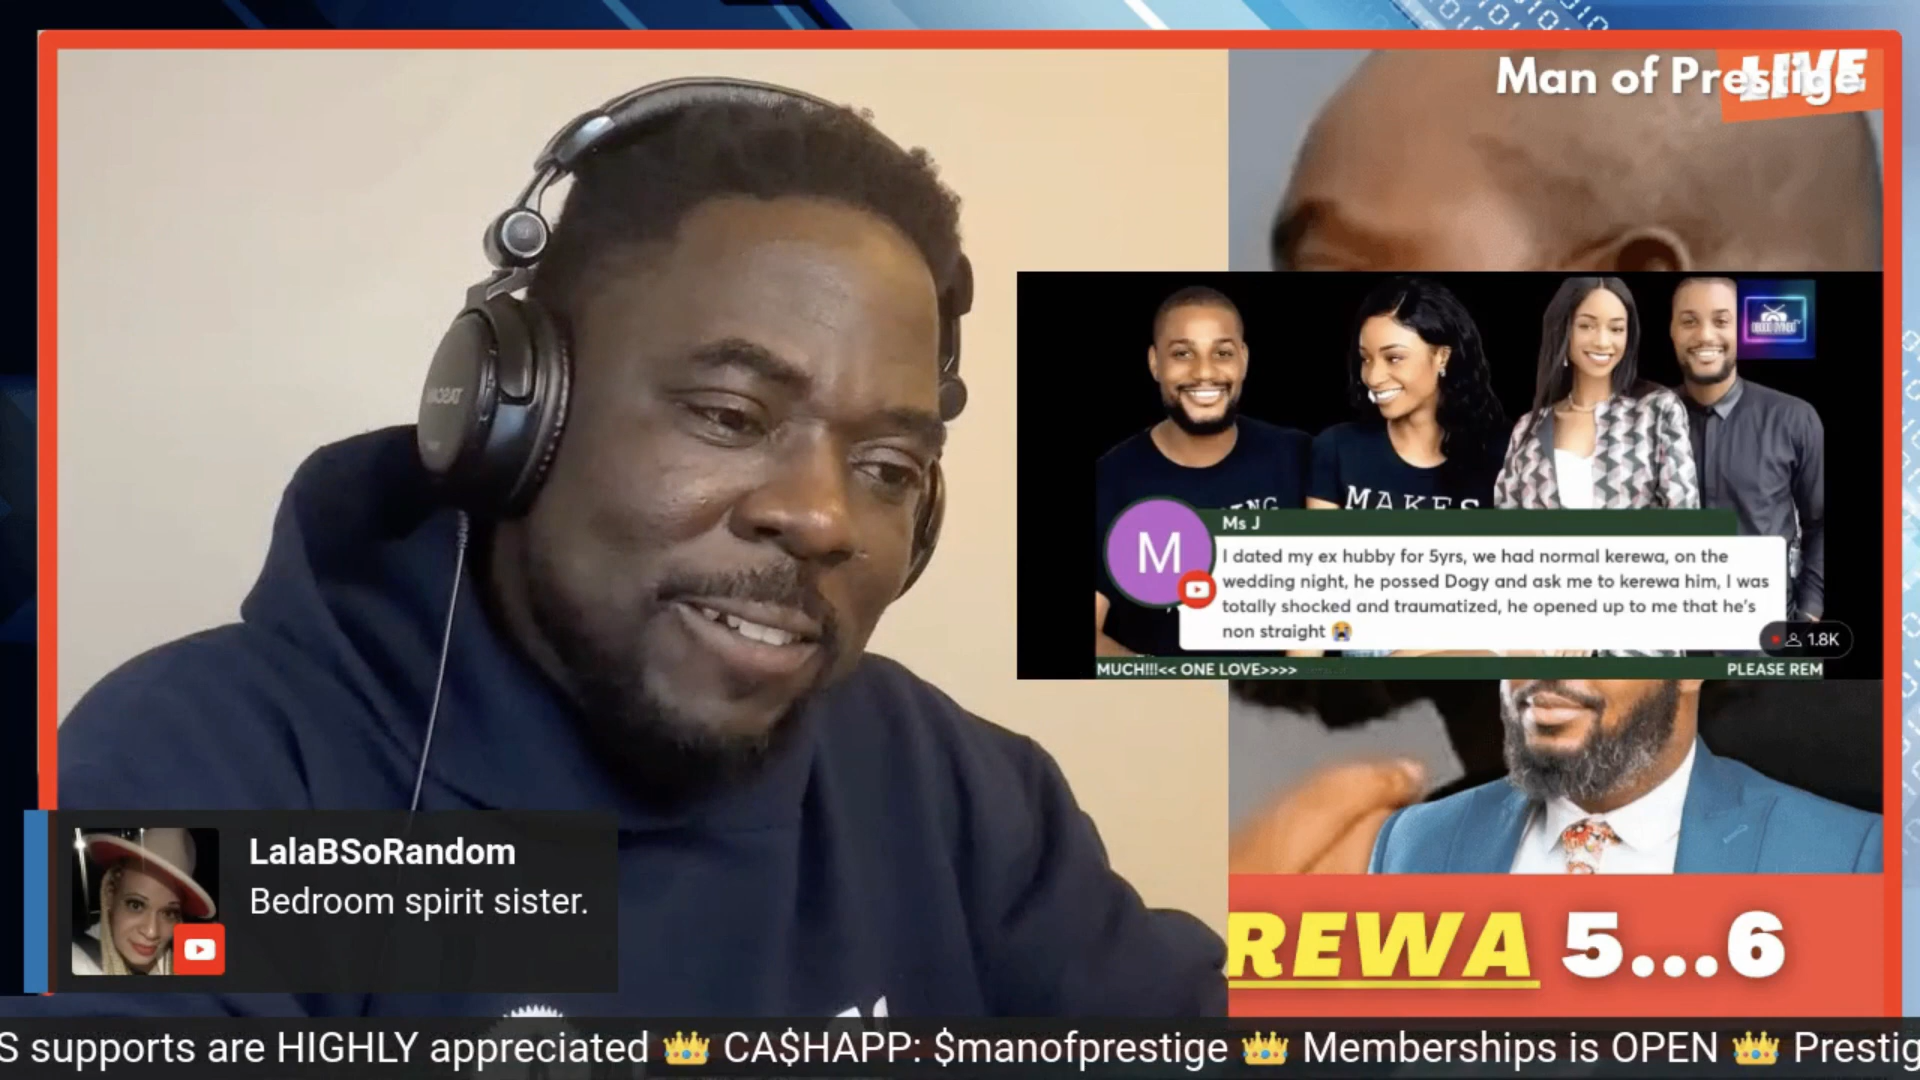 Man of Prestige
LIVE
TASCAM
MAKES
Ms J
M
I dated my ex hubby for 5yrs, we had normal kerewa, on the
wedding night, he possed Dogy and ask me to kerewa him, I was
totally shocked and traumatized, he opened up to me that he's
non straight 😭
1.8K
MUCH!!!<< ONE LOVE>>>>
PLEASE REM
LalaBSoRandom
Bedroom spirit sister.
REWA 5...6
S supports are HIGHLY appreciated 👑 CA$HAPP: $manofprestige 👑 Memberships is OPEN 👑 Prestig